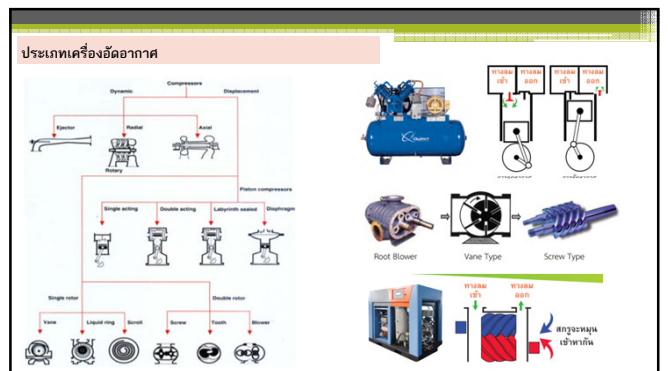 ประเภทเครื่องอัดอากาศ
Compressors
Dynamic
Displacement
Ejector
Radial
Axial
Rotary
Piston compressors
Single acting
Double acting
Labyrinth sealed
Diaphragm
Single rotor
Double rotor
Vane
Liquid ring
Scroll
Screw
Tooth
Blower
ทางลม
เข้า
ทางลม
ออก
ทางลม
เข้า
ทางลม
ออก
Quincy
Root Blower
Vane Type
Screw Type
ทางลม
เข้า
ทางลม
ออก
สกรูจะหมุน
เข้าหากัน